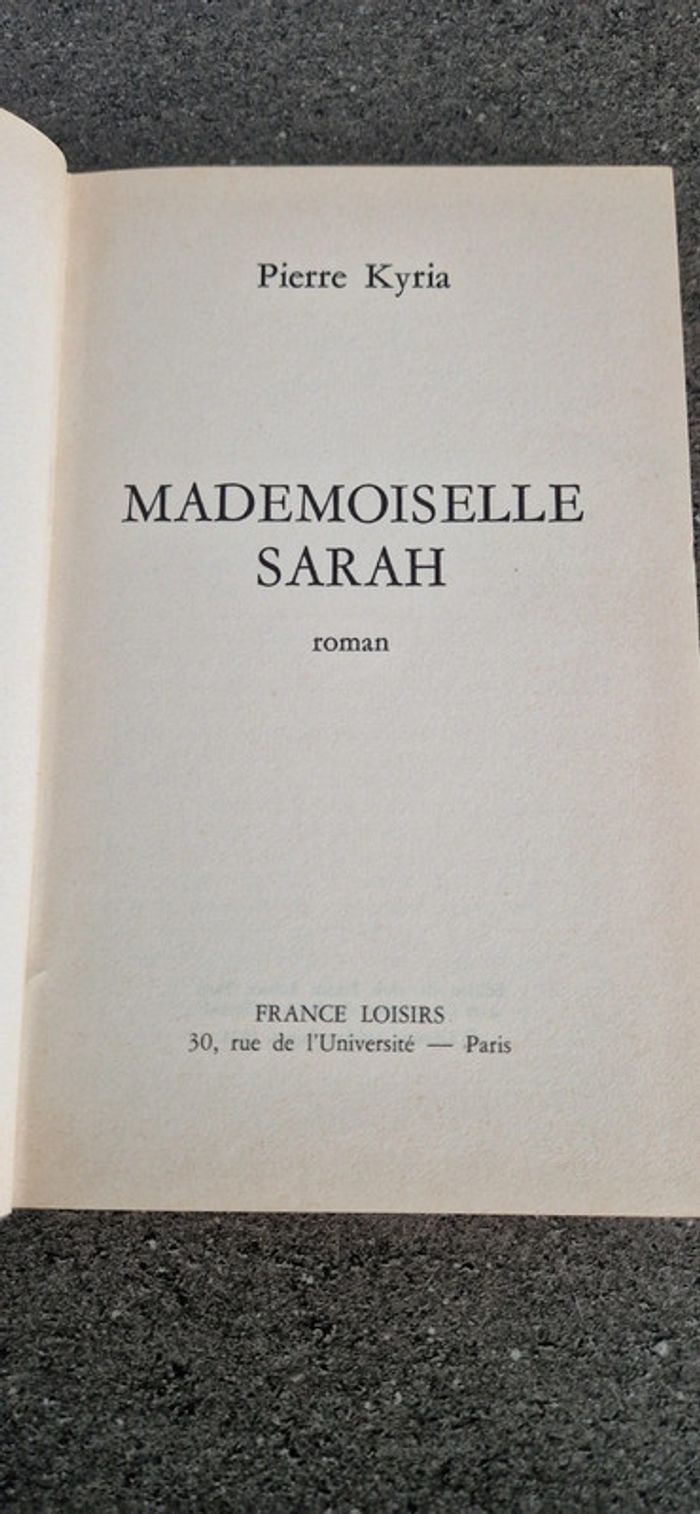 Pierre Kyria
MADEMOISELLE
SARAH
roman
FRANCE LOISIRS
30, rue de l'Université — Paris